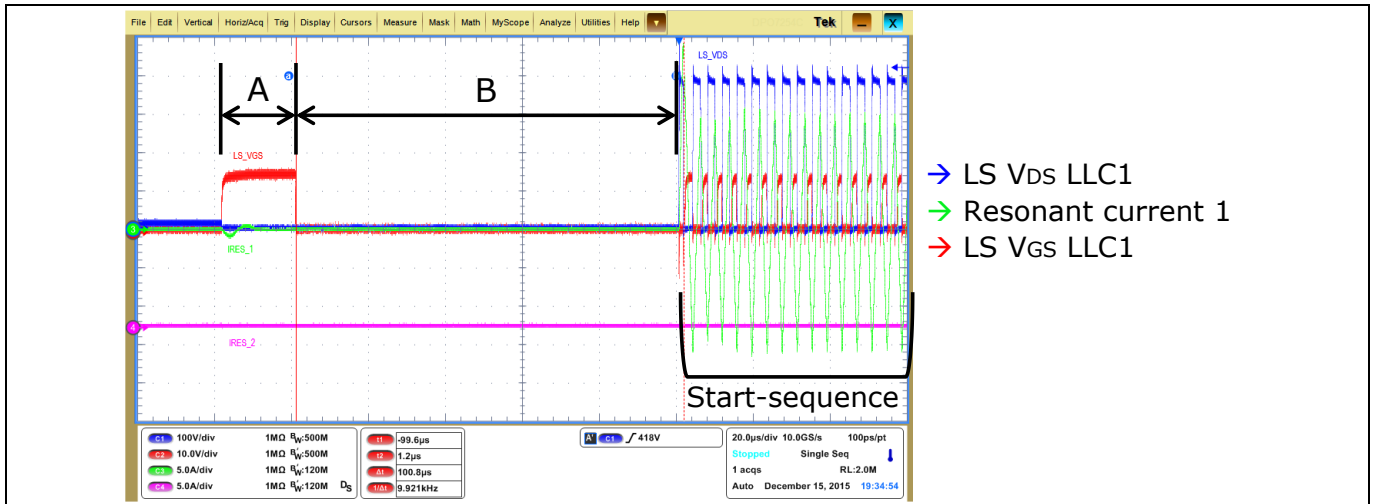 File Edit Vertical Horiz/Acq Trig Display Cursors Measure Mask Math MyScope Analyze Utilities Help Tek X
LS_VDS
a
A B
LS_VGS
→ LS VDS LLC1
→ Resonant current 1
→ LS VGS LLC1
3
IRES_1
4
IRES_2
Start-sequence
C1 100V/div 1MΩ BW:500M
C2 10.0V/div 1MΩ BW:500M
C3 5.0A/div 1MΩ BW:120M
C4 5.0A/div 1MΩ BW:120M DS
t1 -99.6µs
t2 1.2µs
Δt 100.8µs
1/Δt 9.921kHz
A' C1 418V
20.0µs/div 10.0GS/s 100ps/pt
Stopped Single Seq
1 acqs RL:2.0M
Auto December 15, 2015 19:34:54